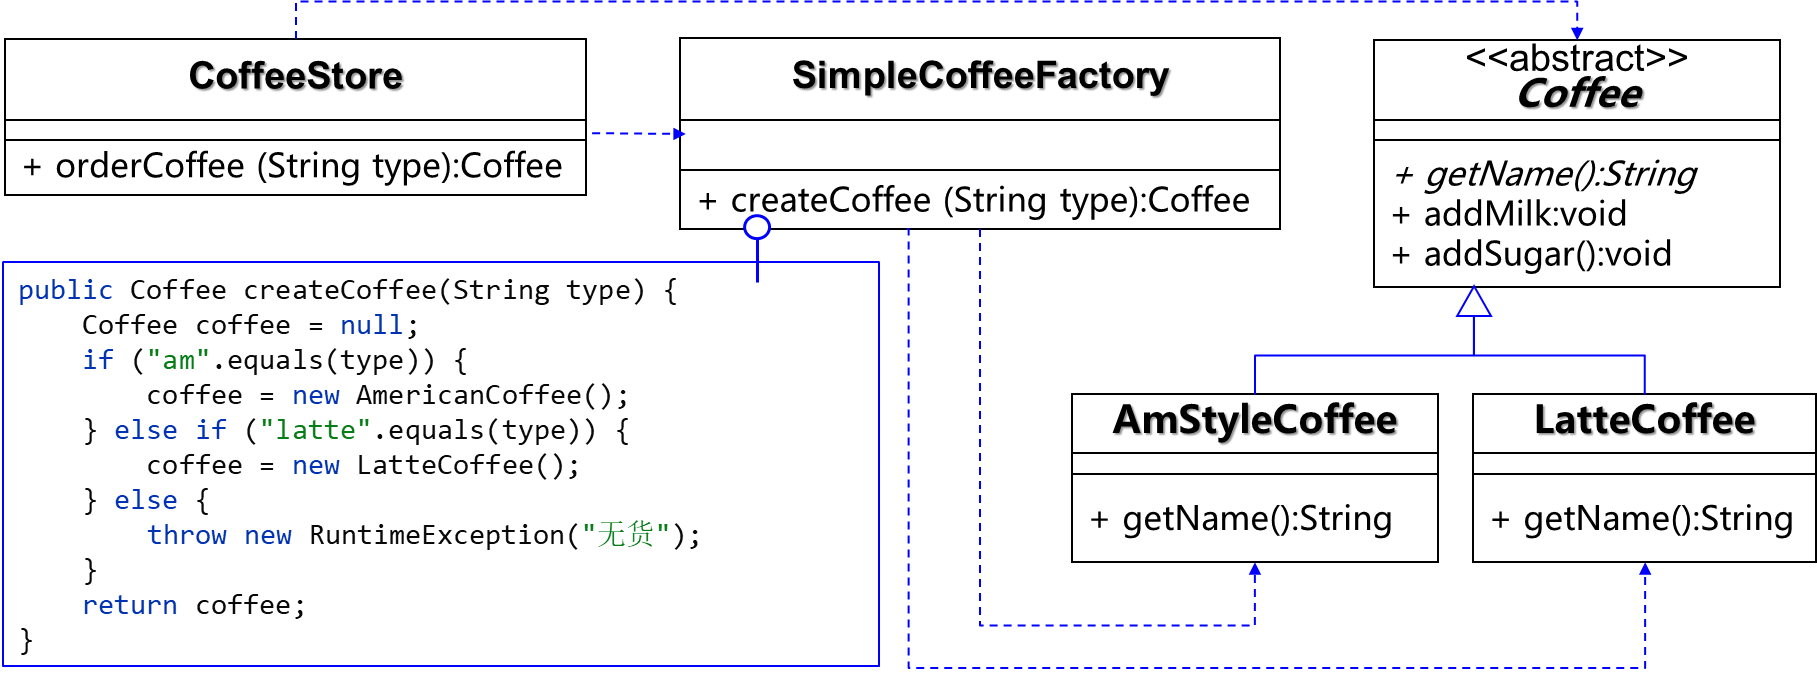 CoffeeStore
+ orderCoffee (String type):Coffee
SimpleCoffeeFactory
+ createCoffee (String type):Coffee
<<abstract>>
Coffee
+ getName():String
+ addMilk:void
+ addSugar():void
public Coffee createCoffee(String type) {
    Coffee coffee = null;
    if ("am".equals(type)) {
        coffee = new AmericanCoffee();
    } else if ("latte".equals(type)) {
        coffee = new LatteCoffee();
    } else {
        throw new RuntimeException("无货");
    }
    return coffee;
}
AmStyleCoffee
+ getName():String
LatteCoffee
+ getName():String